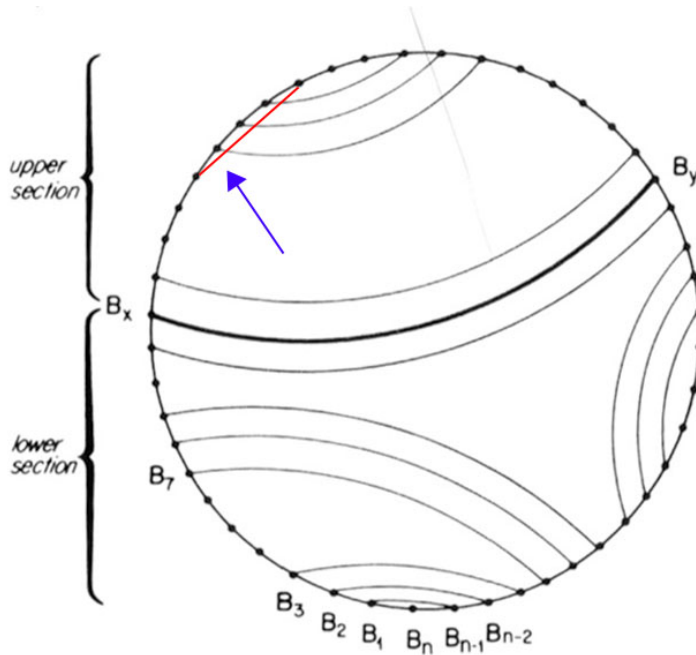 upper
section
B_y
B_x
lower
section
B_7
B_3
B_2
B_1
B_n
B_n-1
B_n-2